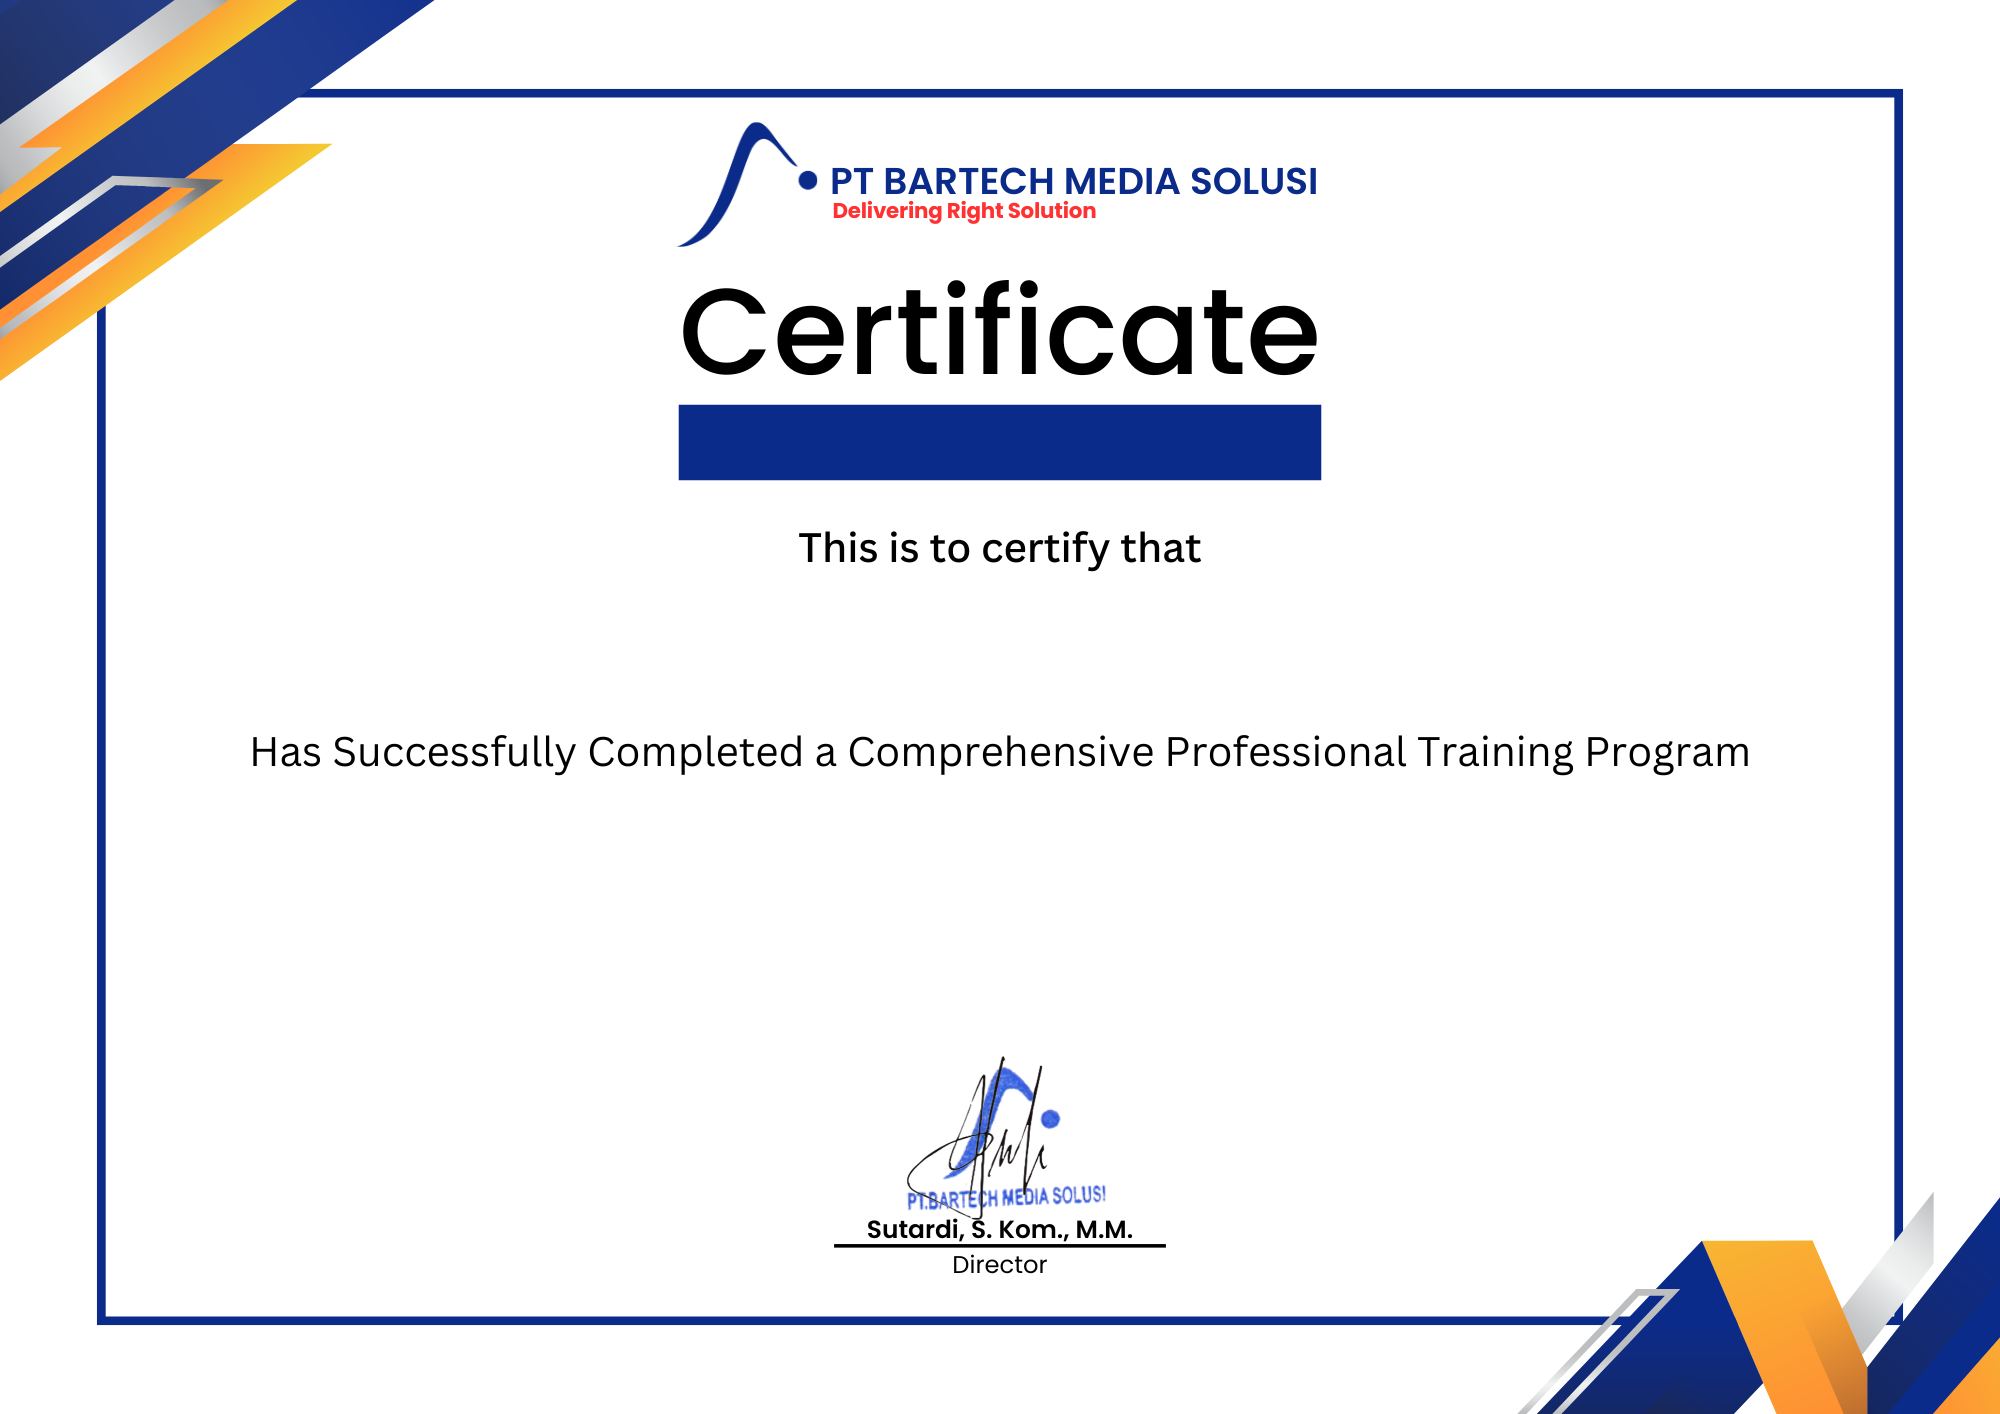 PT BARTECH MEDIA SOLUSI
Delivering Right Solution
Certificate
This is to certify that
Has Successfully Completed a Comprehensive Professional Training Program
PT.BARTECH MEDIA SOLUSI
Sutardi, S. Kom., M.M.
Director